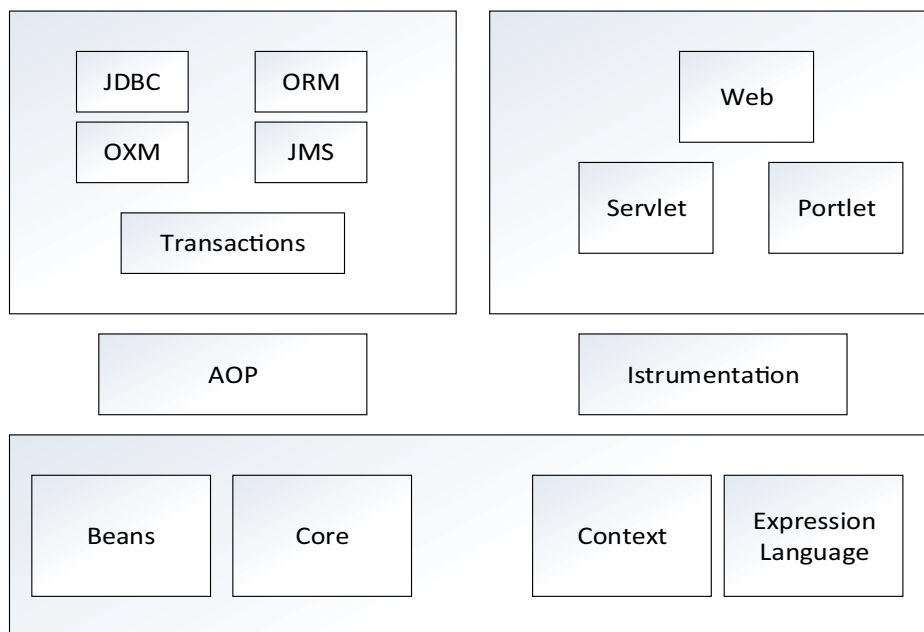 JDBC
ORM
OXM
JMS
Transactions
Web
Servlet
Portlet
AOP
Istrumentation
Beans
Core
Context
Expression
Language